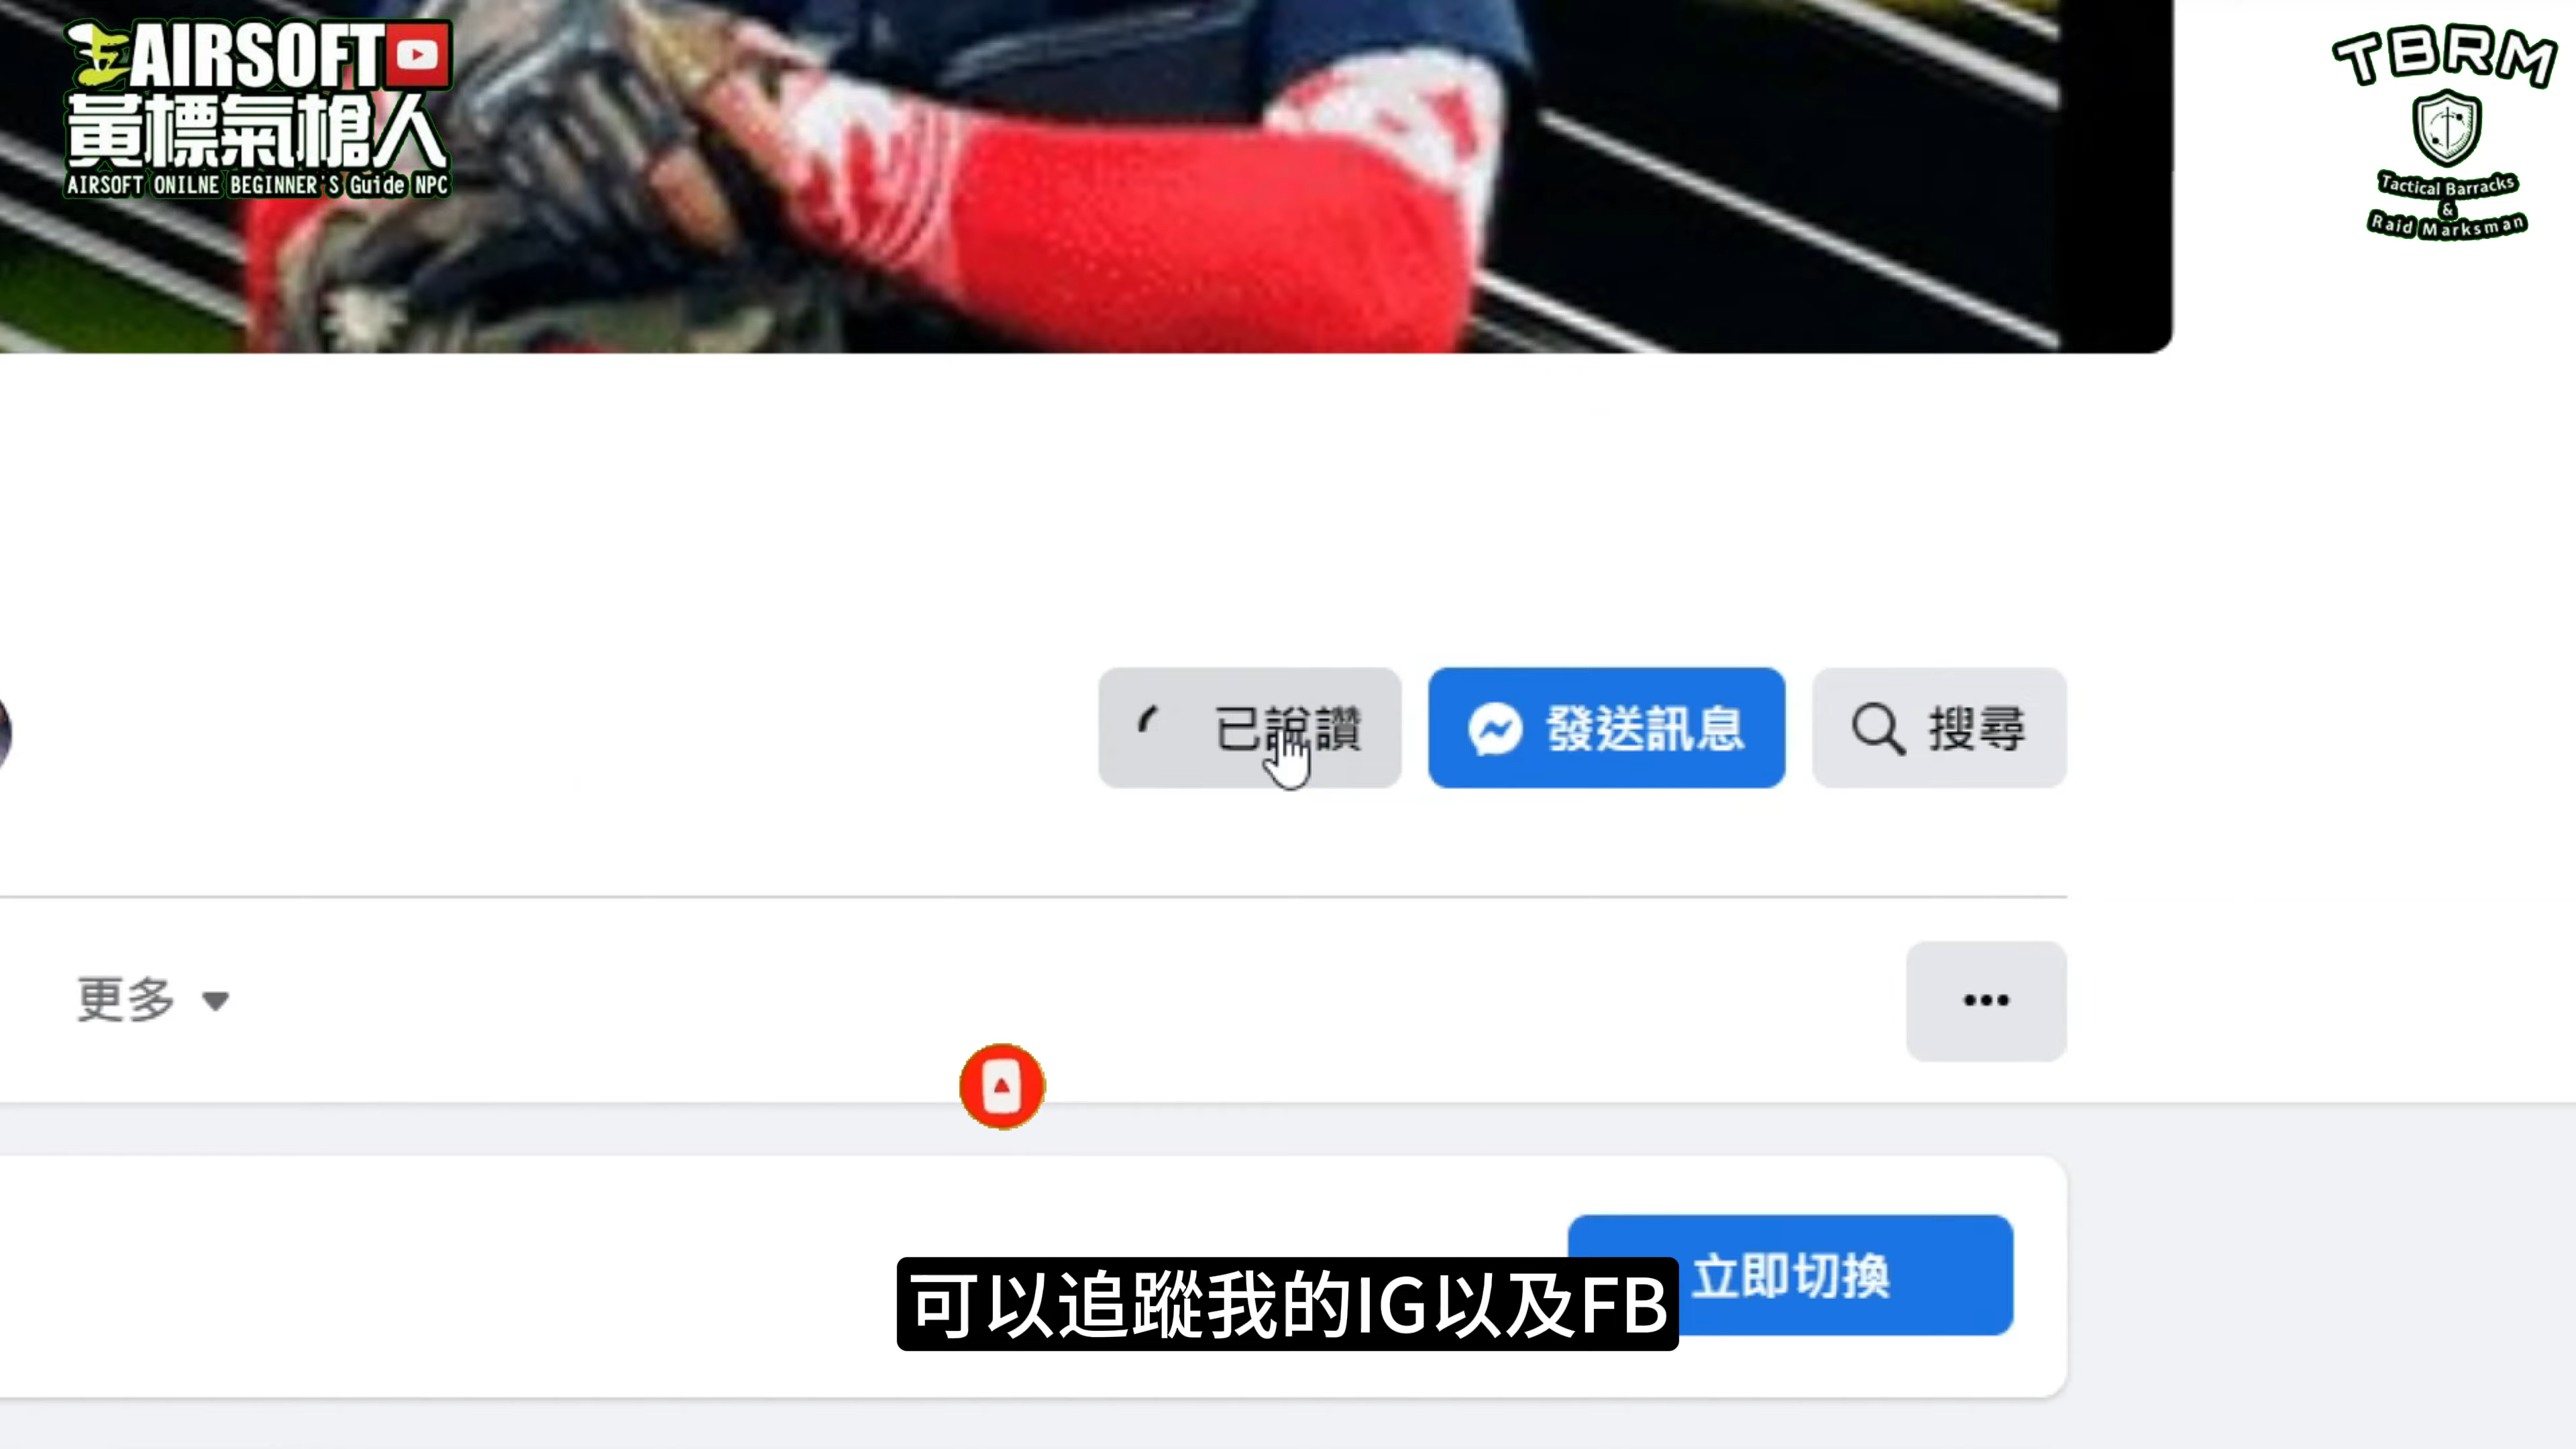 AIRSOFT
黃標氣槍人
AIRSOFT ONILNE BEGINNER'S Guide NPC
TBRM
Tactical Barracks
&
Raid Marksman
已說讚
發送訊息
搜尋
更多
立即切換
可以追蹤我的IG以及FB